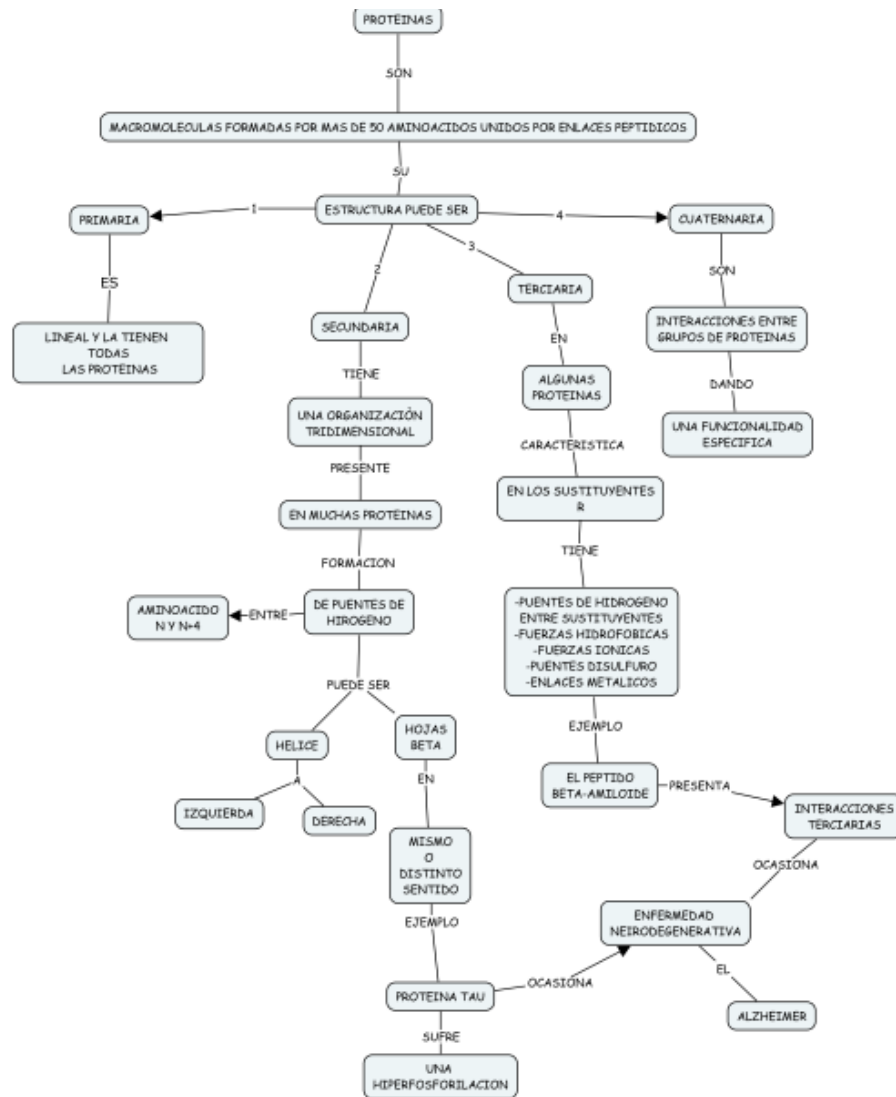 PROTEINAS
SON
MACROMOLECULAS FORMADAS POR MAS DE 50 AMINOACIDOS UNIDOS POR ENLACES PEPTIDICOS
SU
ESTRUCTURA PUEDE SER
1
PRIMARIA
ES
LINEAL Y LA TIENEN
TODAS
LAS PROTEINAS
2
SECUNDARIA
TIENE
UNA ORGANIZACIÓN
TRIDIMENSIONAL
PRESENTE
EN MUCHAS PROTEINAS
FORMACION
DE PUENTES DE
HIROGENO
ENTRE
AMINOACIDO
N Y N+4
PUEDE SER
HELICE
A
IZQUIERDA
DERECHA
HOJAS
BETA
EN
MISMO
O
DISTINTO
SENTIDO
EJEMPLO
PROTEINA TAU
SUFRE
UNA
HIPERFOSFORILACION
OCASIONA
3
TERCIARIA
EN
ALGUNAS
PROTEINAS
CARACTERISTICA
EN LOS SUSTITUYENTES
R
TIENE
-PUENTES DE HIDROGENO
ENTRE SUSTITUYENTES
-FUERZAS HIDROFOBICAS
-FUERZAS IONICAS
-PUENTES DISULFURO
-ENLACES METALICOS
EJEMPLO
EL PEPTIDO
BETA-AMILOIDE
PRESENTA
INTERACCIONES
TERCIARIAS
OCASIONA
ENFERMEDAD
NEIRODEGENERATIVA
EL
ALZHEIMER
4
CUATERNARIA
SON
INTERACCIONES ENTRE
GRUPOS DE PROTEINAS
DANDO
UNA FUNCIONALIDAD
ESPECIFICA